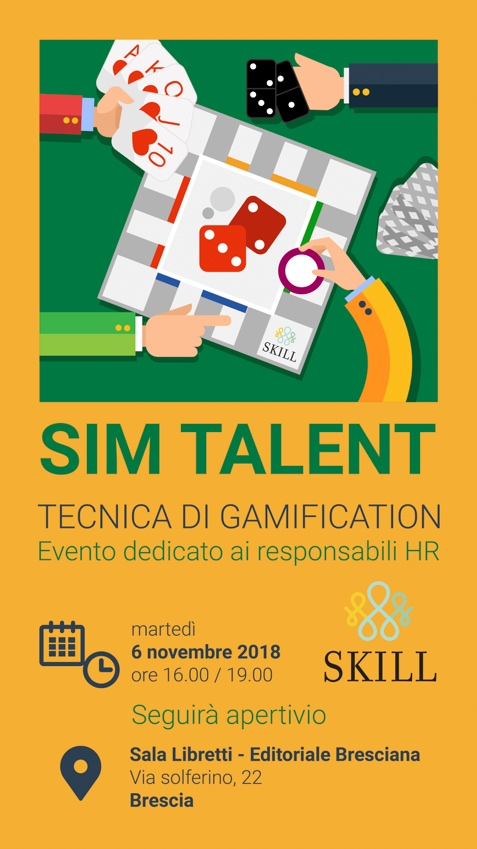 A
K
C
J
10
SKILL
SIM TALENT
TECNICA DI GAMIFICATION
Evento dedicato ai responsabili HR
martedì
6 novembre 2018
ore 16.00 / 19.00
SKILL
Seguirà apertivio
Sala Libretti - Editoriale Bresciana
Via solferino, 22
Brescia